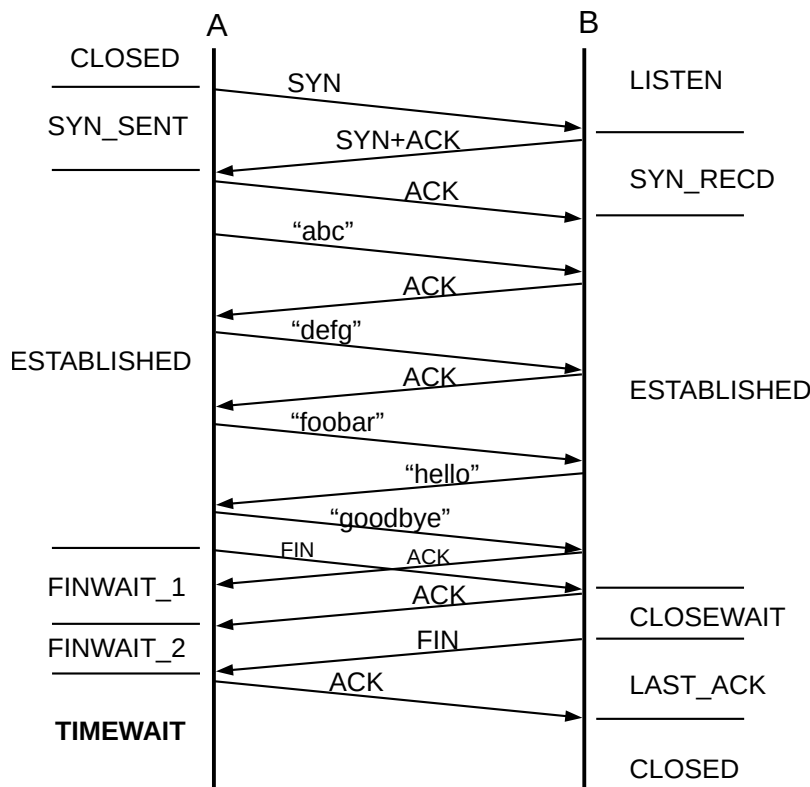 A
B
CLOSED
LISTEN
SYN
SYN_SENT
SYN+ACK
SYN_RECD
ACK
“abc”
ACK
“defg”
ESTABLISHED
ACK
ESTABLISHED
“foobar”
“hello”
“goodbye”
FIN
ACK
FINWAIT_1
ACK
CLOSEWAIT
FIN
FINWAIT_2
ACK
LAST_ACK
TIMEWAIT
CLOSED